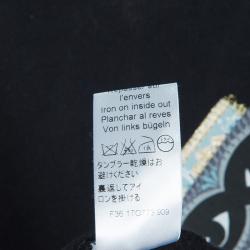 l'envers
Iron on inside out
Planchar al reves
Von links bügeln
タンブラー乾燥はお
避けください
裏返してアイ
ロンを掛ける